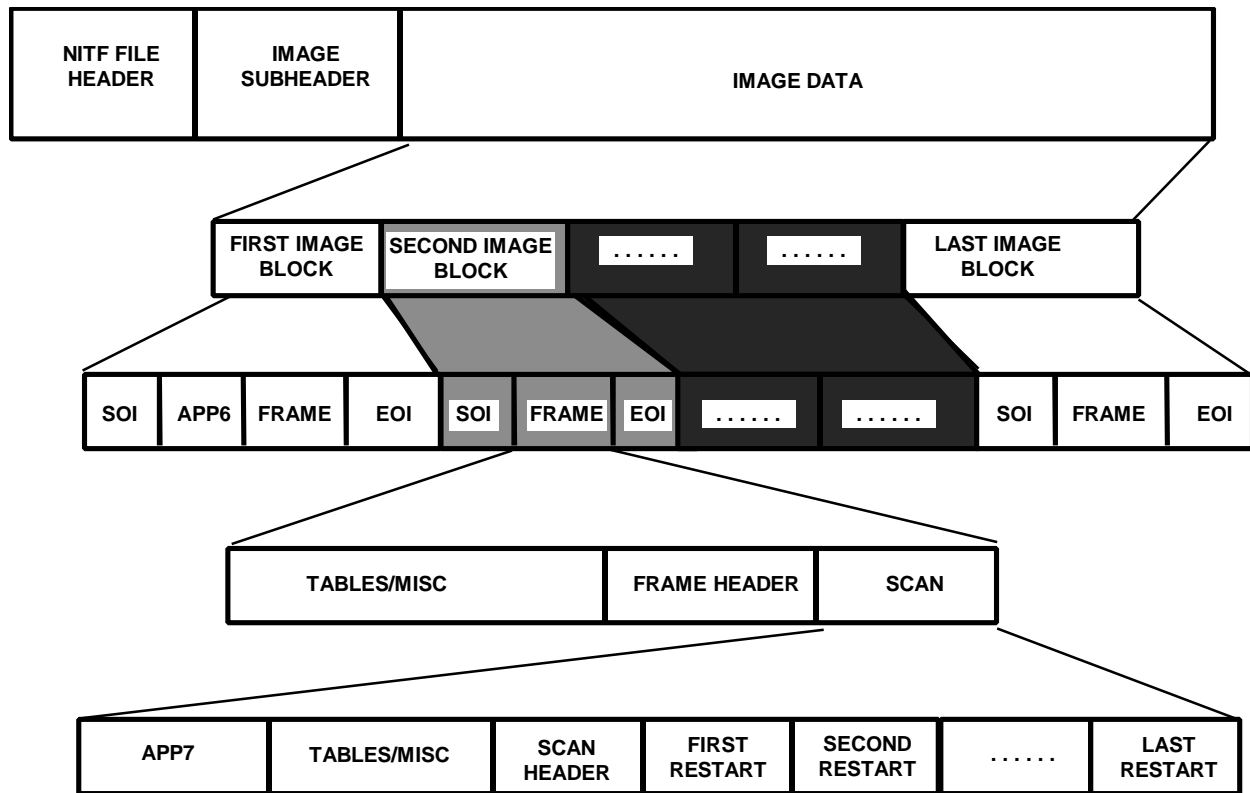 NITF FILE
HEADER
IMAGE
SUBHEADER
IMAGE DATA
FIRST IMAGE
BLOCK
SECOND IMAGE
BLOCK
......
......
LAST IMAGE
BLOCK
SOI
APP6
FRAME
EOI
SOI
FRAME
EOI
......
......
SOI
FRAME
EOI
TABLES/MISC
FRAME HEADER
SCAN
APP7
TABLES/MISC
SCAN
HEADER
FIRST
RESTART
SECOND
RESTART
......
LAST
RESTART